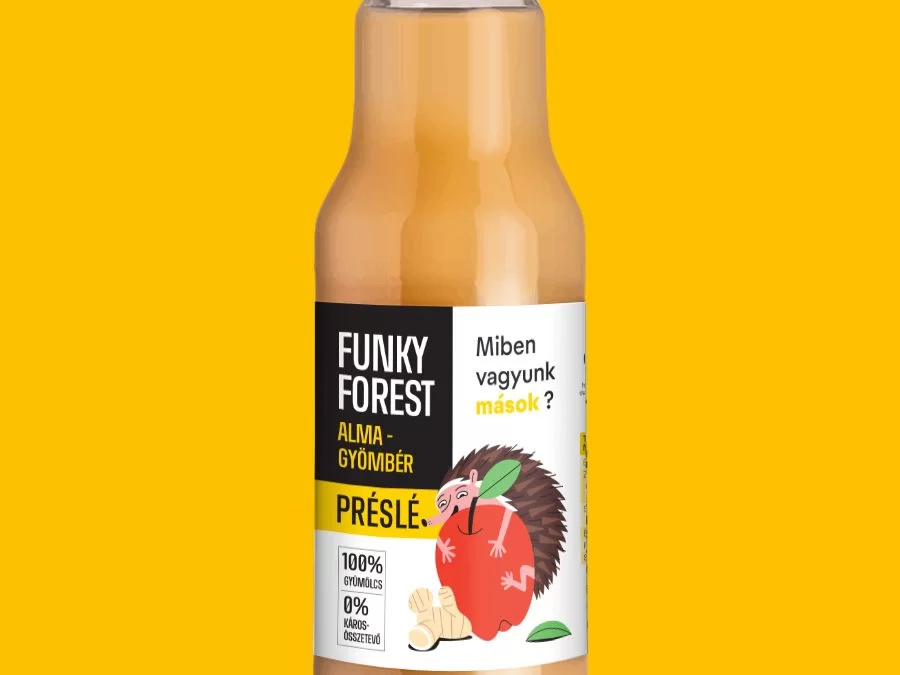 FUNKY
FOREST
ALMA -
GYÖMBÉR
PRÉSLÉ
100%
GYÜMÖLCS
0%
KÁROS-
ÖSSZETEVŐ
Miben
vagyunk
mások ?